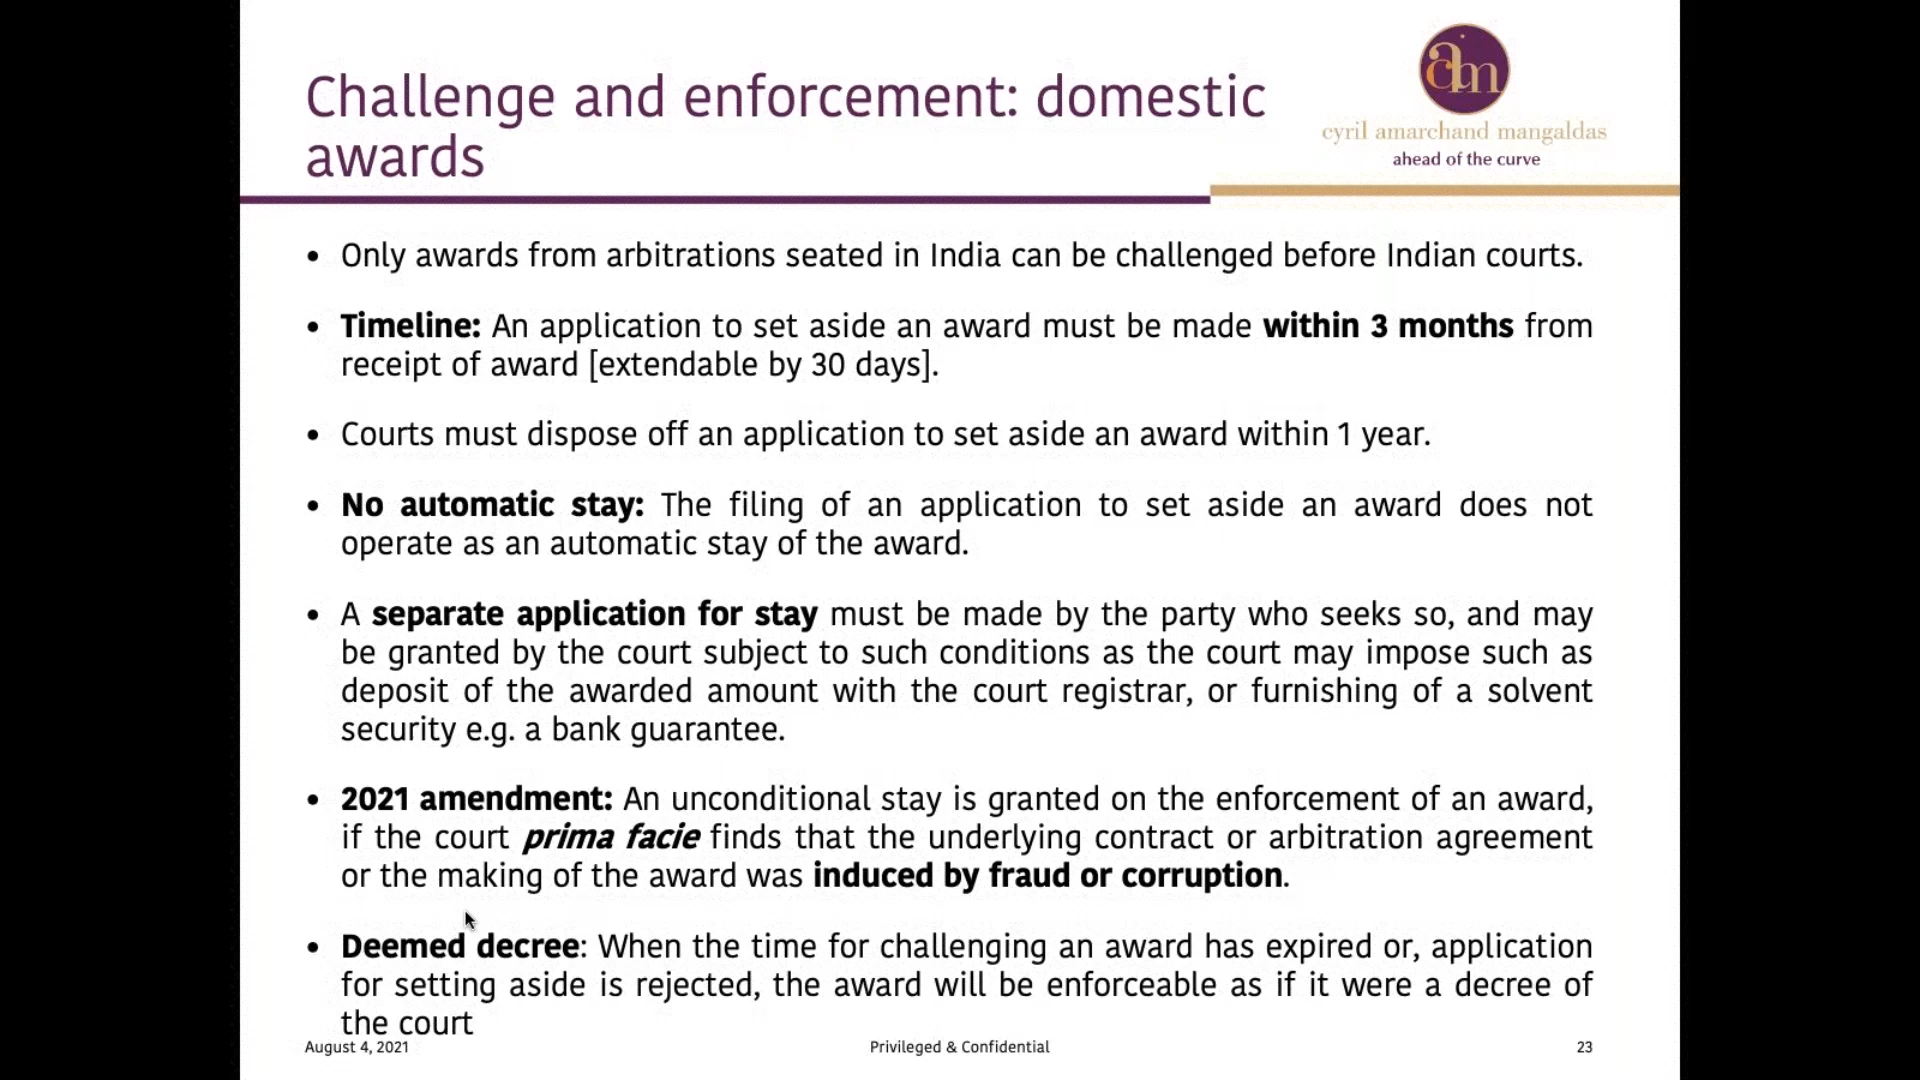 Challenge and enforcement: domestic
awards
cam
cyril amarchand mangaldas
ahead of the curve
• Only awards from arbitrations seated in India can be challenged before Indian courts.
• Timeline: An application to set aside an award must be made within 3 months from
receipt of award [extendable by 30 days].
• Courts must dispose off an application to set aside an award within 1 year.
• No automatic stay: The filing of an application to set aside an award does not
operate as an automatic stay of the award.
• A separate application for stay must be made by the party who seeks so, and may
be granted by the court subject to such conditions as the court may impose such as
deposit of the awarded amount with the court registrar, or furnishing of a solvent
security e.g. a bank guarantee.
• 2021 amendment: An unconditional stay is granted on the enforcement of an award,
if the court prima facie finds that the underlying contract or arbitration agreement
or the making of the award was induced by fraud or corruption.
• Deemed decree: When the time for challenging an award has expired or, application
for setting aside is rejected, the award will be enforceable as if it were a decree of
the court
August 4, 2021
Privileged & Confidential
23